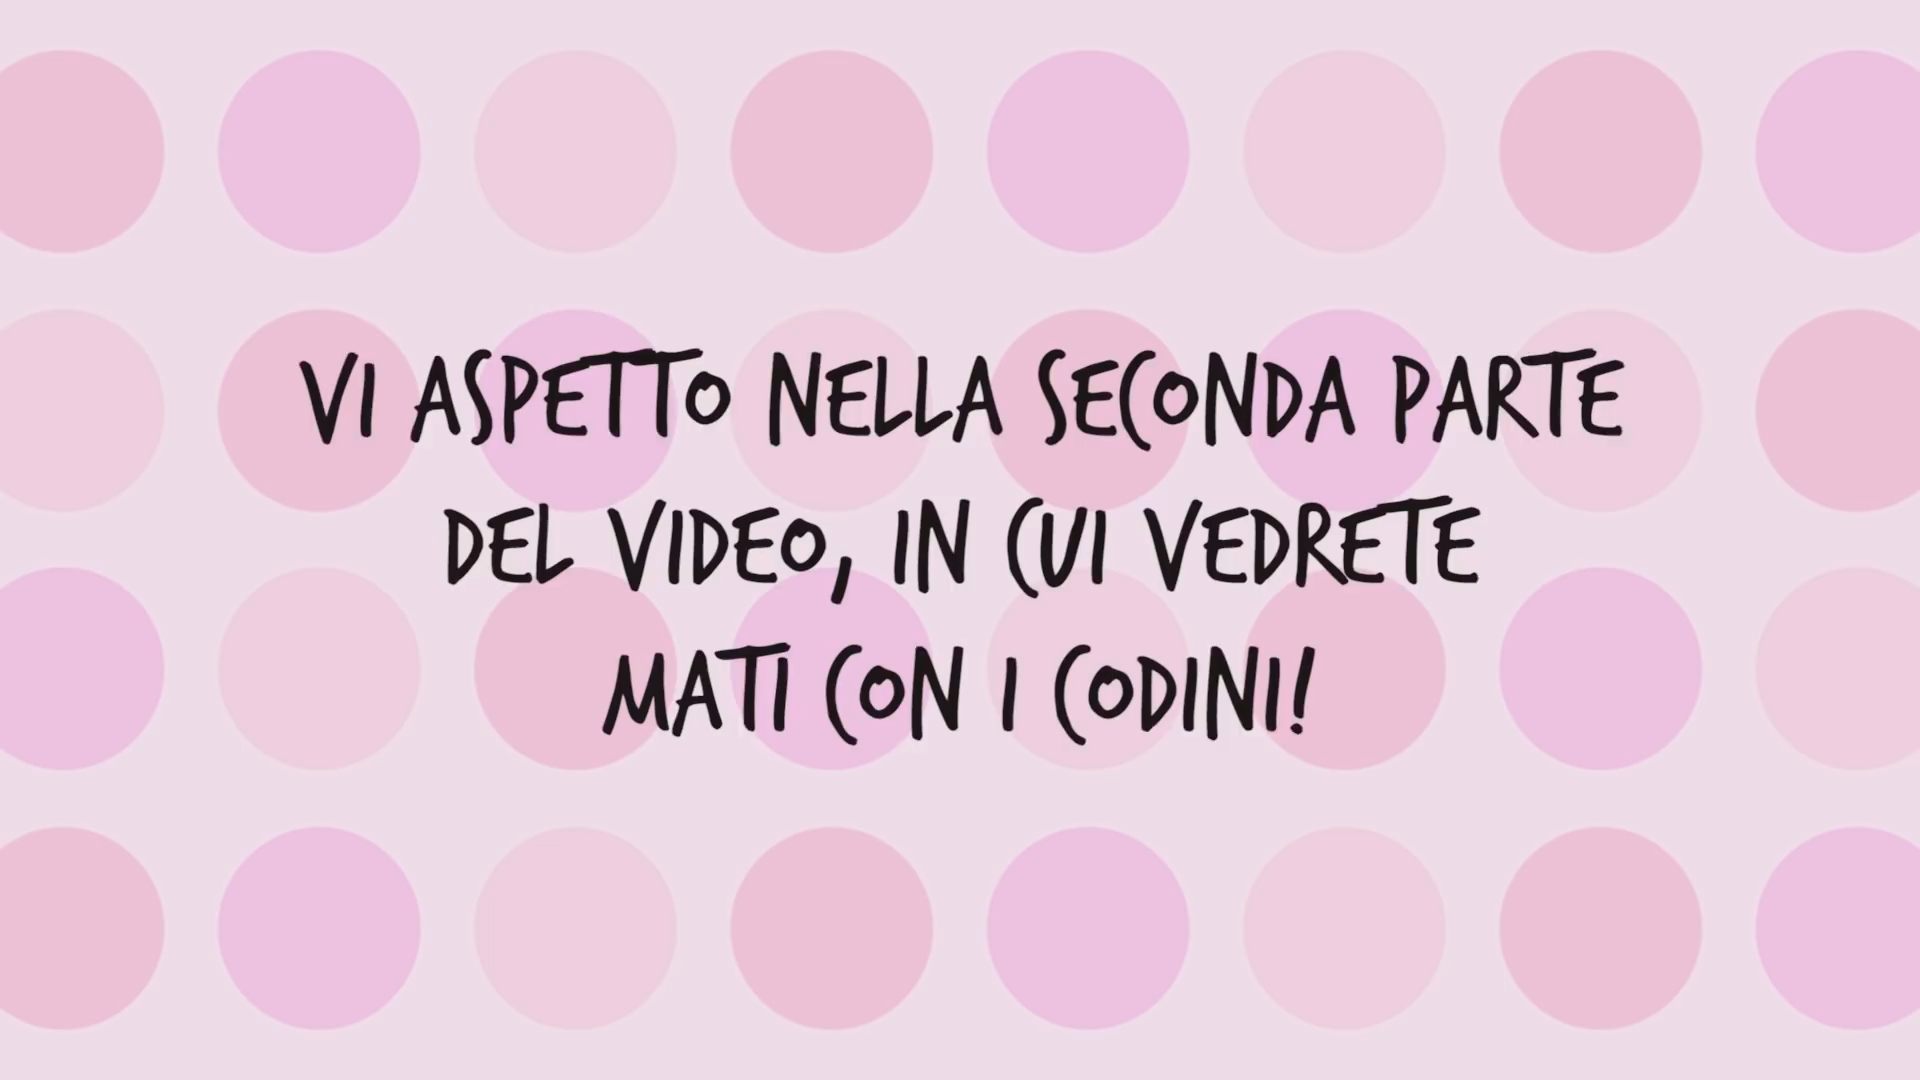 VI ASPETTO NELLA SECONDA PARTE
DEL VIDEO, IN CUI VEDRETE
MATI CON I CODINI!